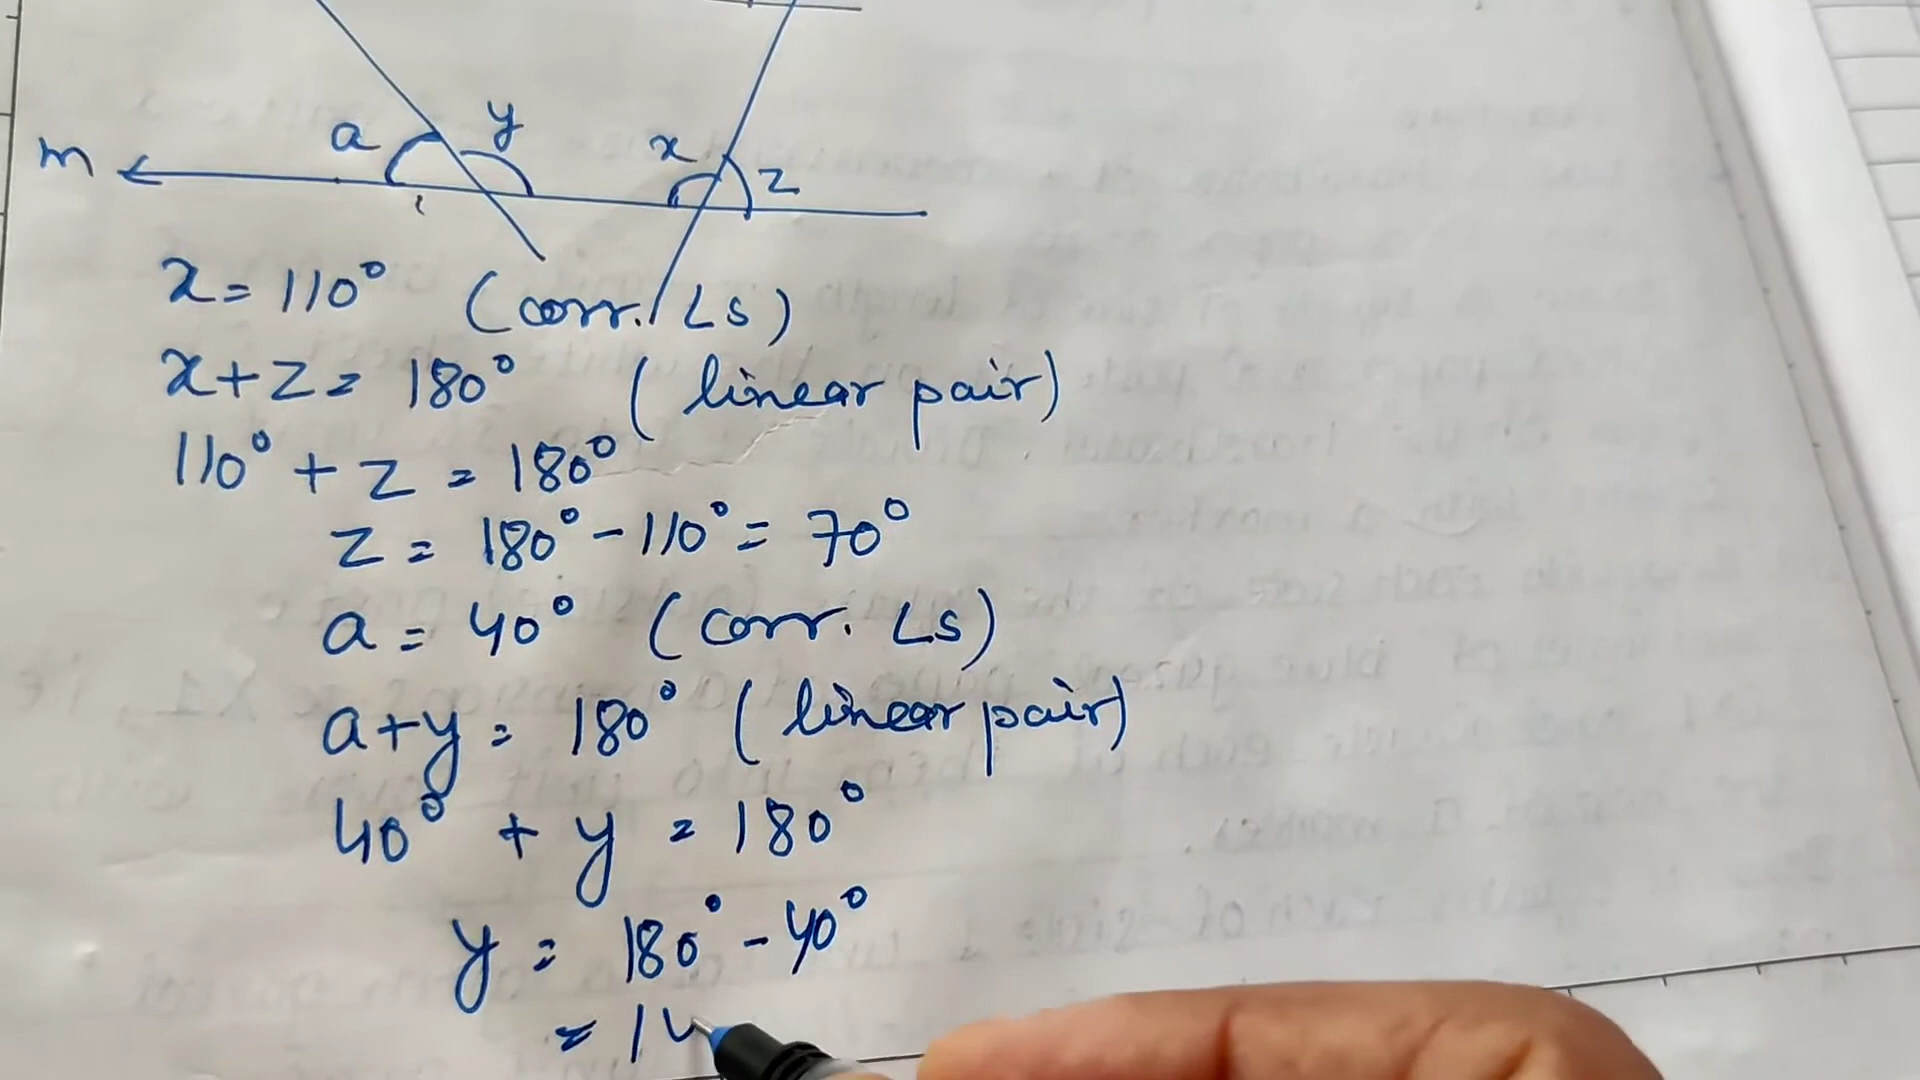 a y x z
m
x = 110° (corr. ∠s)
x + z = 180° (linear pair)
110° + z = 180°
z = 180° - 110° = 70°
a = 40° (corr. ∠s)
a + y = 180° (linear pair)
40° + y = 180°
y = 180° - 40°
= 14